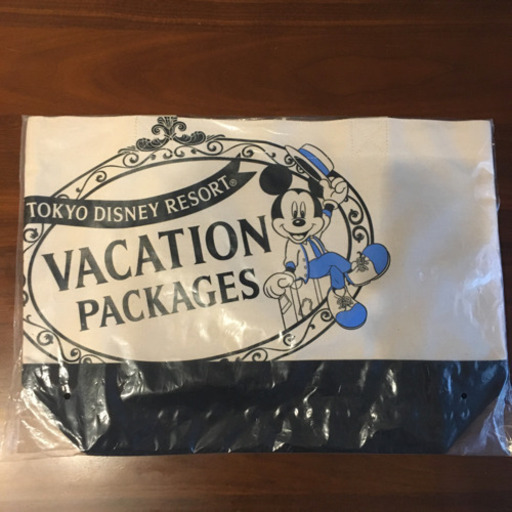 TOKYO DISNEY RESORT®
VACATION
PACKAGES